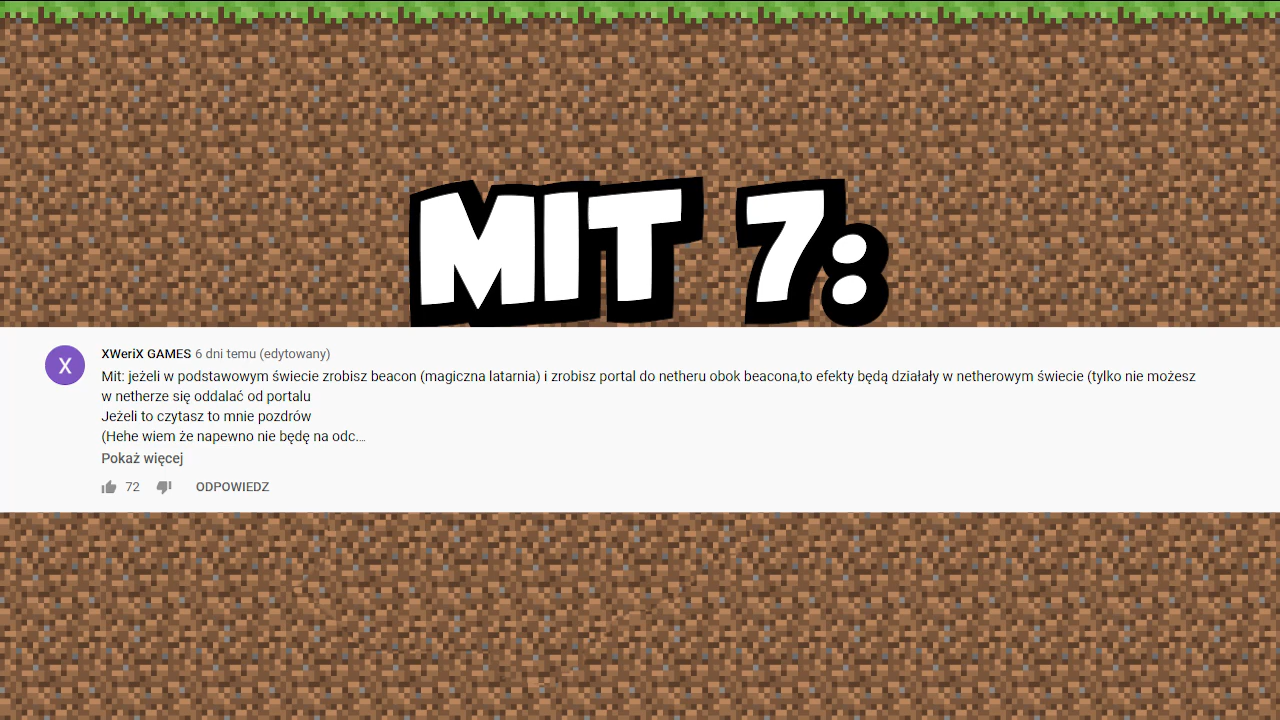 MIT 7:
X
XWeriX GAMES 6 dni temu (edytowany)
Mit: jeżeli w podstawowym świecie zrobisz beacon (magiczna latarnia) i zrobisz portal do netheru obok beacona,to efekty będą działały w netherowym świecie (tylko nie możesz
w netherze się oddalać od portalu
Jeżeli to czytasz to mnie pozdrów
(Hehe wiem że napewno nie będę na odc....
Pokaż więcej
72 ODPOWIEDZ